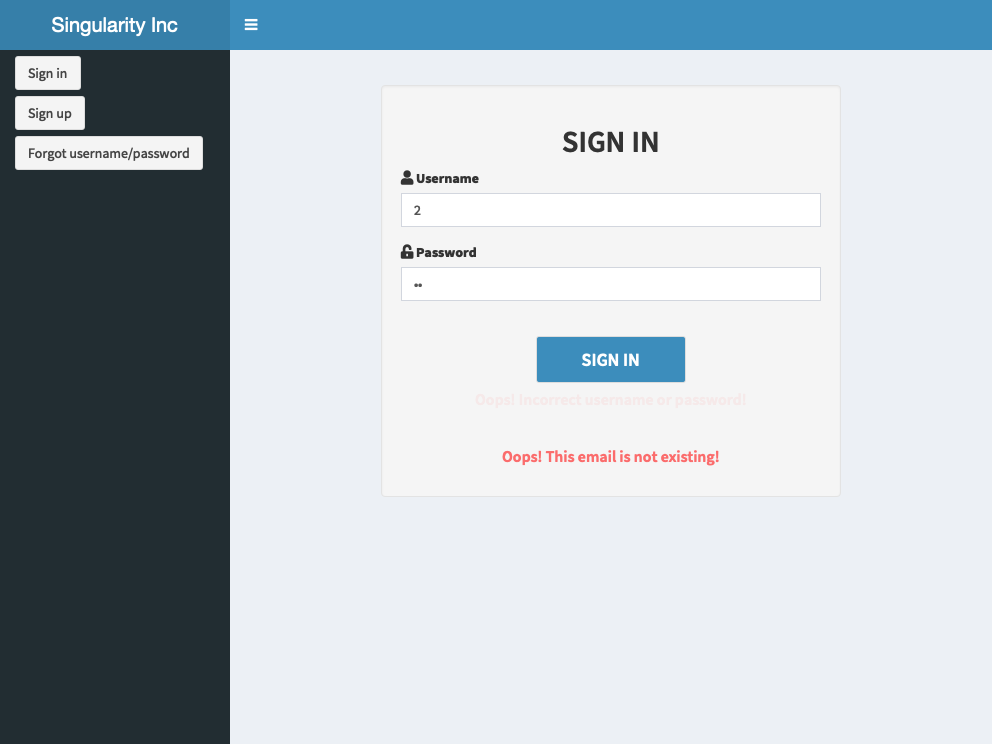 Singularity Inc
Sign in
Sign up
Forgot username/password
SIGN IN
Username
2
Password
••
SIGN IN
Oops! Incorrect username or password!
Oops! This email is not existing!